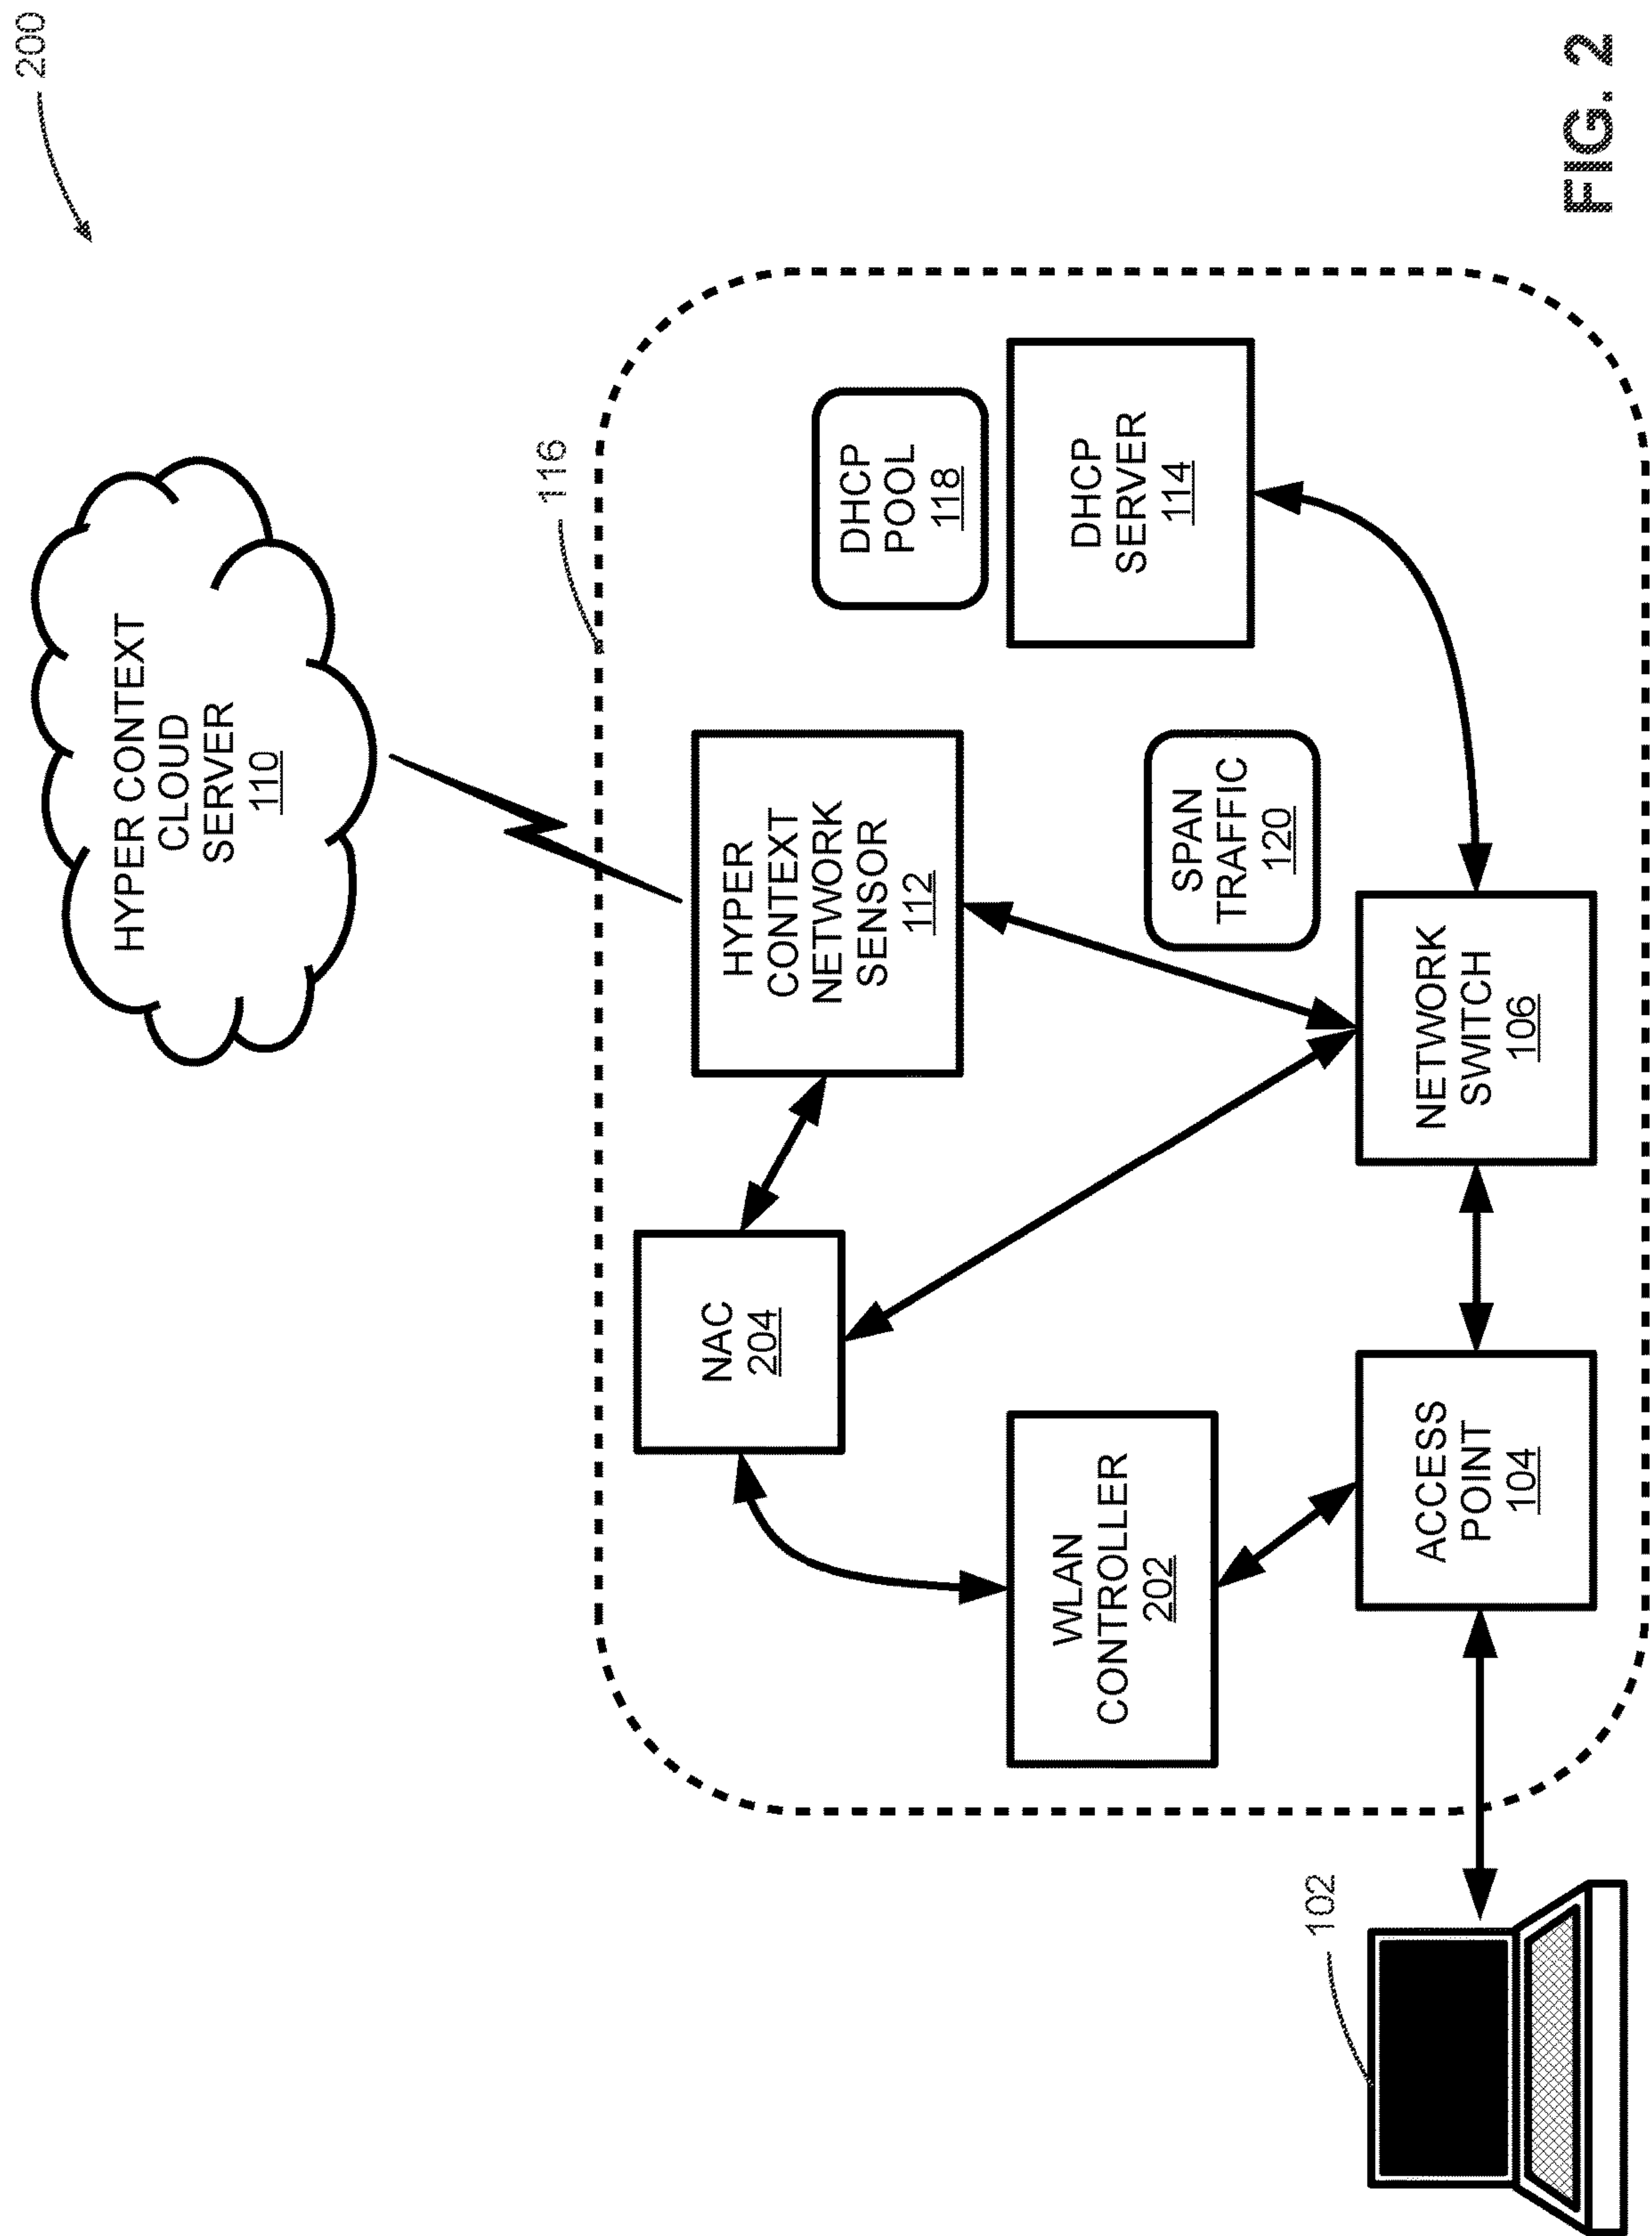 200
HYPER CONTEXT
CLOUD
SERVER
110
116
NAC
204
HYPER
CONTEXT
NETWORK
SENSOR
112
DHCP
POOL
118
WLAN
CONTROLLER
202
DHCP
SERVER
114
SPAN
TRAFFIC
120
102
ACCESS
POINT
104
NETWORK
SWITCH
106
FIG. 2